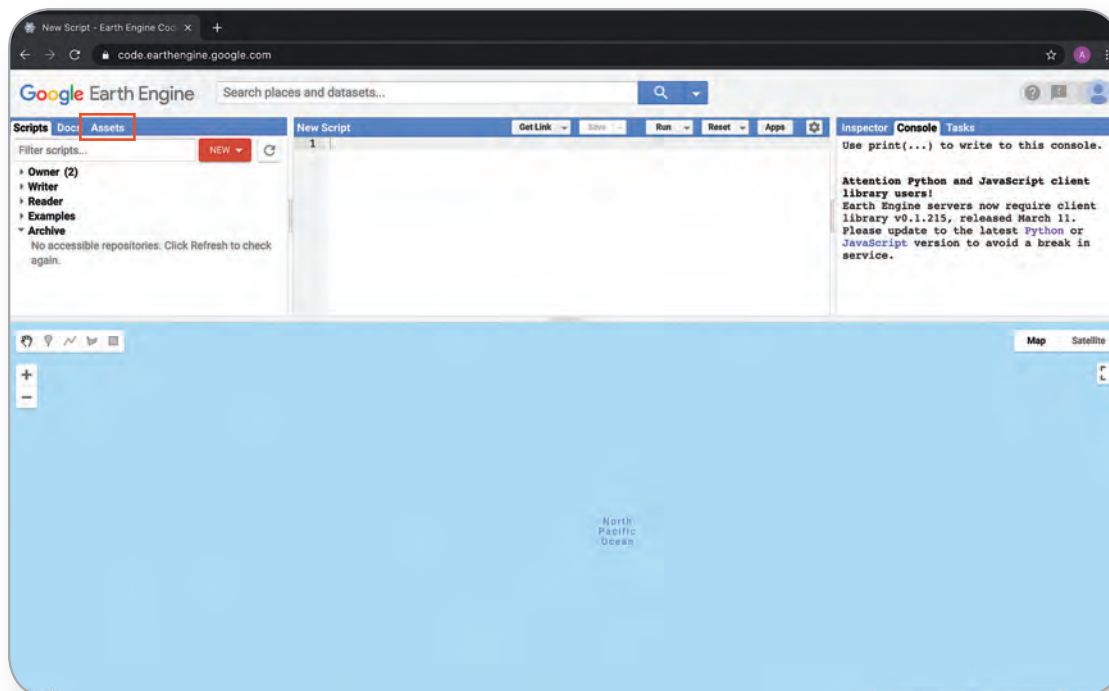 New Script - Earth Engine Cod
code.earthengine.google.com
A
Google Earth Engine
Search places and datasets...
Scripts Docs Assets
Filter scripts...
NEW
Owner (2)
Writer
Reader
Examples
Archive
No accessible repositories. Click Refresh to check
again.
New Script
Get Link
Save
Run
Reset
Apps
1
Inspector Console Tasks
Use print(...) to write to this console.
Attention Python and JavaScript client
library users!
Earth Engine servers now require client
library v0.1.215, released March 11.
Please update to the latest Python or
JavaScript version to avoid a break in
service.
Map
Satellite
North
Pacific
Ocean